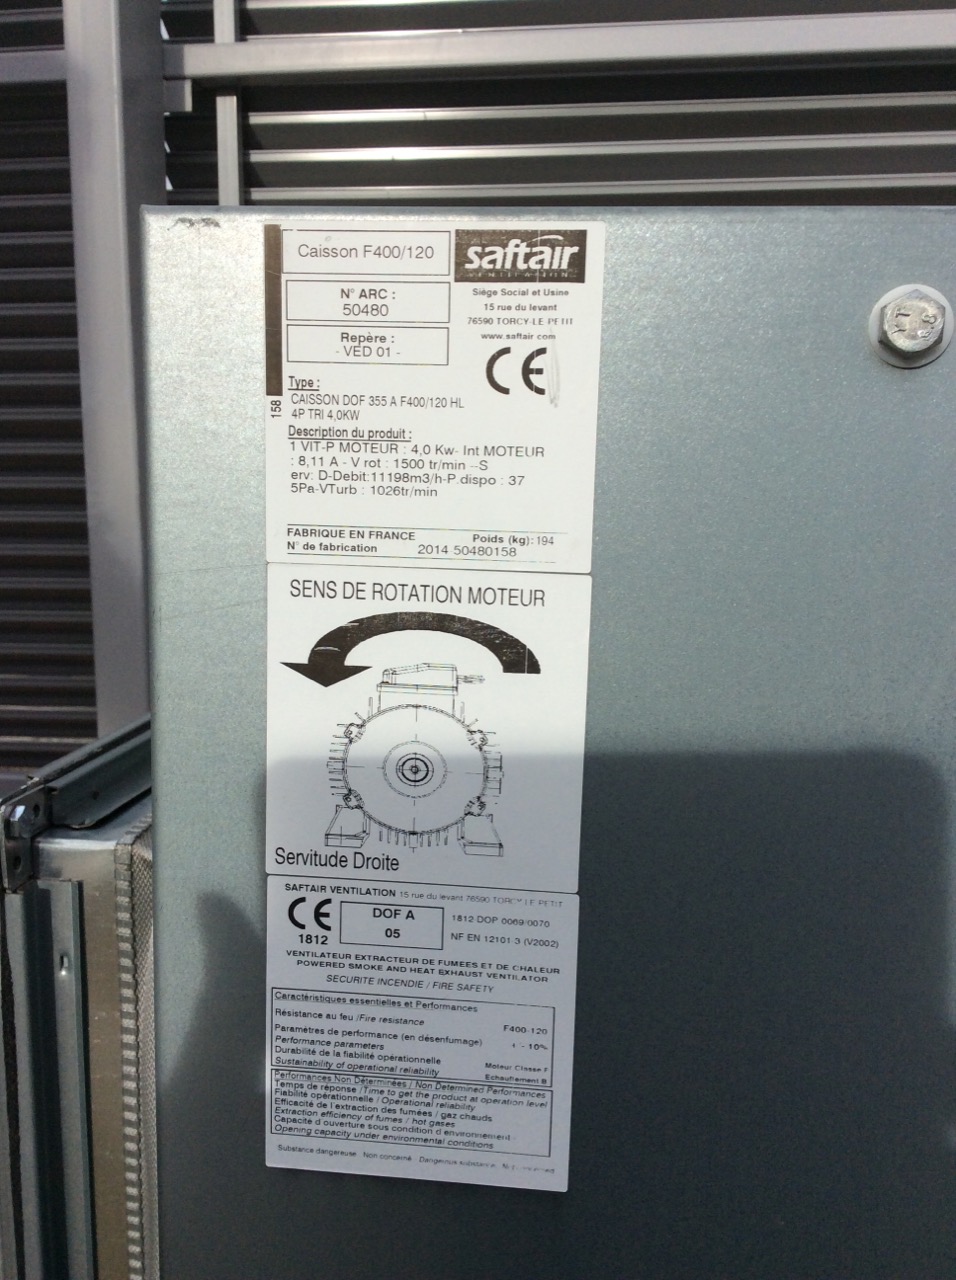 Caisson F400/120
saftair
VENTILATION
N° ARC :
50480
Siège Social et Usine
15 rue du levant
76590 TORCY-LE PETIT
www.saftair.com
Repère :
- VED 01 -
CE
158
Type :
CAISSON DOF 355 A F400/120 HL
4P TRI 4,0KW
Description du produit :
1 VIT-P MOTEUR : 4,0 Kw- Int MOTEUR
: 8,11 A - V rot : 1500 tr/min --S
erv: D-Debit:11198m3/h-P.dispo : 37
5Pa-VTurb : 1026tr/min
FABRIQUE EN FRANCE
Poids (kg): 194
N° de fabrication 2014 50480158
SENS DE ROTATION MOTEUR
Servitude Droite
SAFTAIR VENTILATION 15 rue du levant 76590 TORCY LE PETIT
CE
1812
DOF A
05
1812 DOP 0069/0070
NF EN 12101-3 (V2002)
VENTILATEUR EXTRACTEUR DE FUMEES ET DE CHALEUR
POWERED SMOKE AND HEAT EXHAUST VENTILATOR
SECURITE INCENDIE / FIRE SAFETY
Caractéristiques essentielles et Performances
Résistance au feu / Fire resistance F400-120
Paramètres de performance (en désenfumage) + - 10%
Performance parameters
Durabilité de la fiabilité opérationnelle Moteur Classe F
Sustainability of operational reliability Echauffement B
Performances Non Déterminées / Non Determined Performances
Temps de réponse / Time to get the product at operation level
Fiabilité opérationnelle / Operational reliability
Efficacité de l'extraction des fumées / gaz chauds
Extraction efficiency of fumes / hot gases
Capacité d'ouverture sous condition d'environnement
Opening capacity under environmental conditions
Substance dangereuse : Non concerné - Dangerous substance :